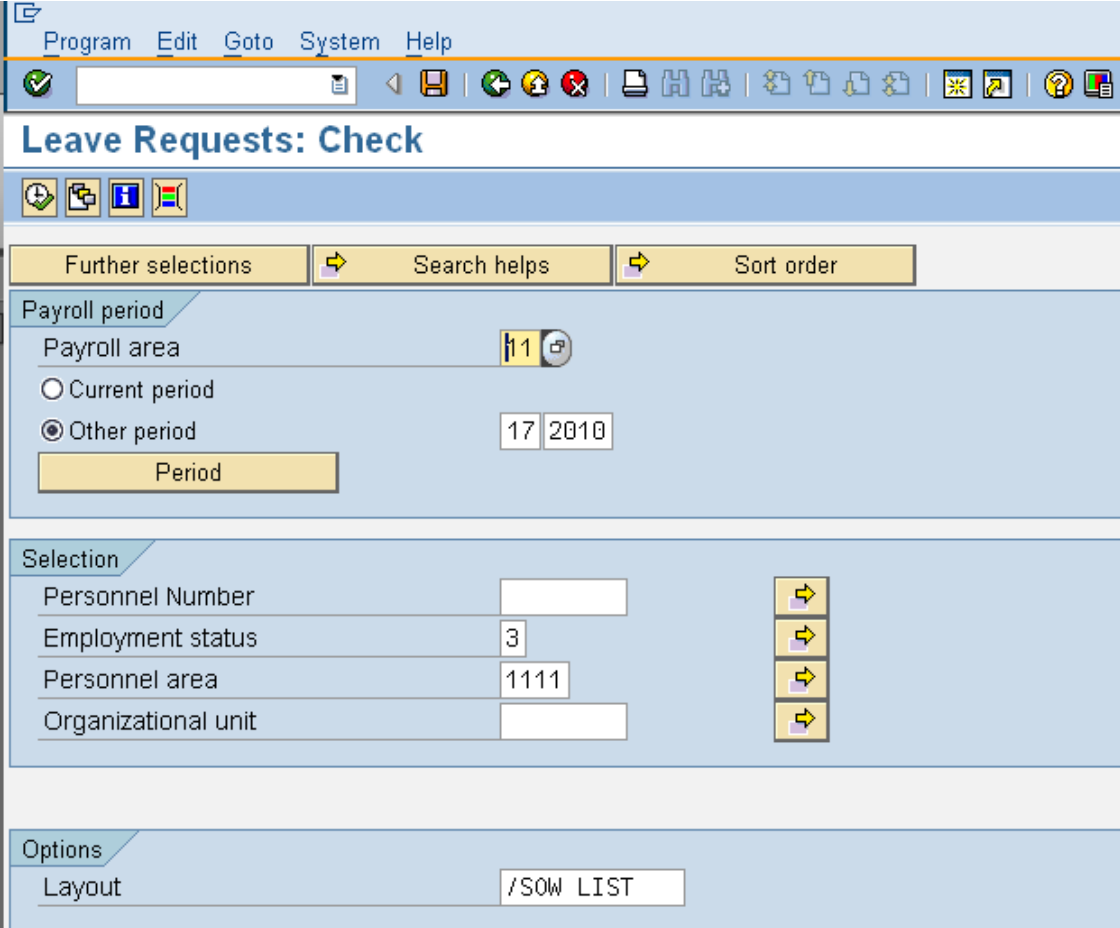 Program Edit Goto System Help
Leave Requests: Check
Further selections Search helps Sort order
Payroll period
Payroll area 11
Current period
Other period 17 2010
Period
Selection
Personnel Number
Employment status 3
Personnel area 1111
Organizational unit
Options
Layout /SOW LIST